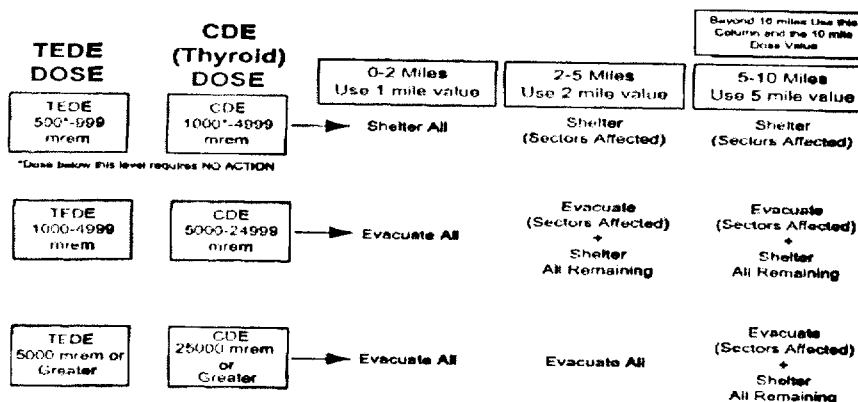 Beyond 10 miles Use this
Column and the 10 mile
Dose Value
TEDE
DOSE
CDE
(Thyroid)
DOSE
0-2 Miles
Use 1 mile value
2-5 Miles
Use 2 mile value
5-10 Miles
Use 5 mile value
TEDE
500*-999
mrem
CDE
1000*-4999
mrem
Shelter All
Shelter
(Sectors Affected)
Shelter
(Sectors Affected)
*Dose below this level requires NO ACTION
TEDE
1000-4999
mrem
CDE
5000-24999
mrem
Evacuate All
Evacuate
(Sectors Affected)
+
Shelter
All Remaining
Evacuate
(Sectors Affected)
+
Shelter
All Remaining
TEDE
5000 mrem or
Greater
CDE
25000 mrem
or
Greater
Evacuate All
Evacuate All
Evacuate
(Sectors Affected)
+
Shelter
All Remaining